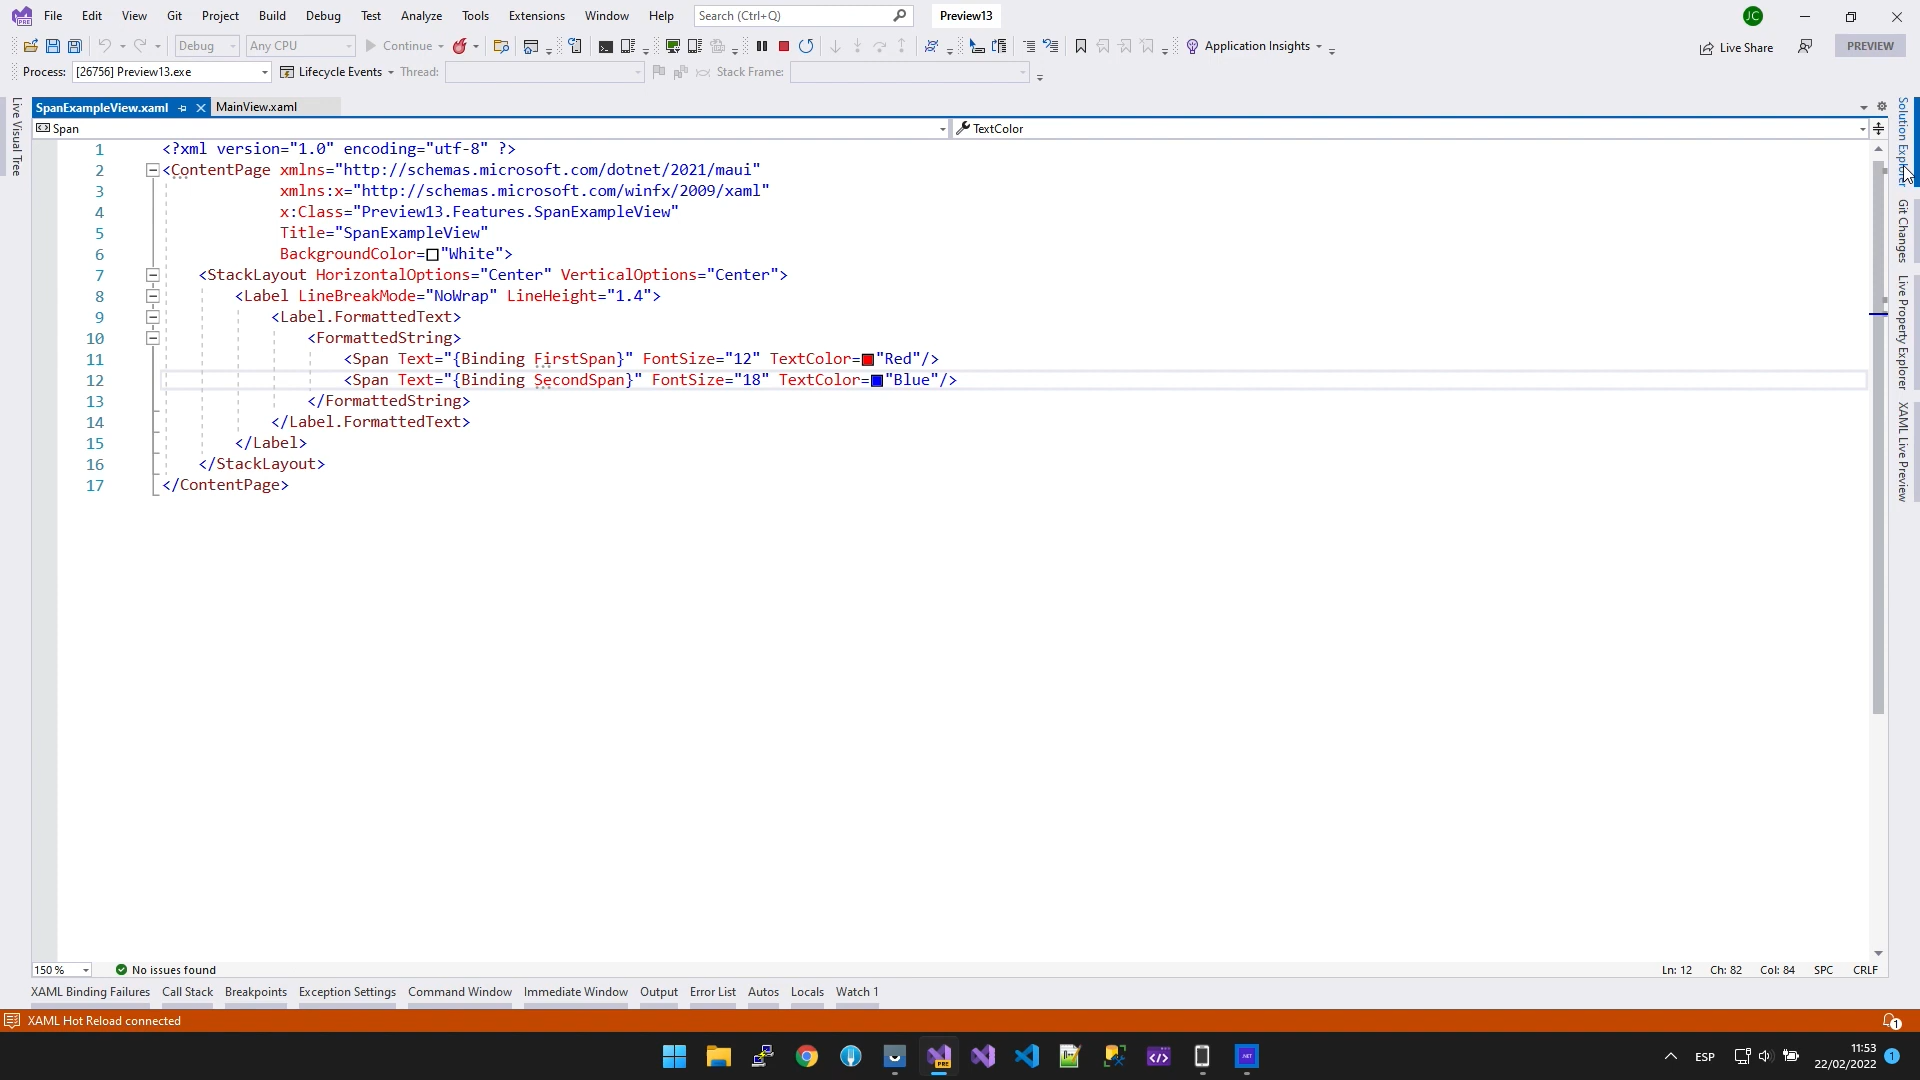 File Edit View Git Project Build Debug Test Analyze Tools Extensions Window Help Search (Ctrl+Q) Preview13 JC
Debug Any CPU Continue Application Insights Live Share PREVIEW
Process: [26756] Preview13.exe Lifecycle Events Thread: Stack Frame:
SpanExampleView.xaml MainView.xaml
Span TextColor
1 <?xml version="1.0" encoding="utf-8" ?>
2 <ContentPage xmlns="http://schemas.microsoft.com/dotnet/2021/maui"
3 xmlns:x="http://schemas.microsoft.com/winfx/2009/xaml"
4 x:Class="Preview13.Features.SpanExampleView"
5 Title="SpanExampleView"
6 BackgroundColor="White">
7 <StackLayout HorizontalOptions="Center" VerticalOptions="Center">
8 <Label LineBreakMode="NoWrap" LineHeight="1.4">
9 <Label.FormattedText>
10 <FormattedString>
11 <Span Text="{Binding FirstSpan}" FontSize="12" TextColor="Red"/>
12 <Span Text="{Binding SecondSpan}" FontSize="18" TextColor="Blue"/>
13 </FormattedString>
14 </Label.FormattedText>
15 </Label>
16 </StackLayout>
17 </ContentPage>
Live Visual Tree
Solution Explorer
Git Changes
Live Property Explorer
XAML Live Preview
150 % No issues found Ln: 12 Ch: 82 Col: 84 SPC CRLF
XAML Binding Failures Call Stack Breakpoints Exception Settings Command Window Immediate Window Output Error List Autos Locals Watch 1
XAML Hot Reload connected 1
PRE .NET ESP 11:53 1
22/02/2022